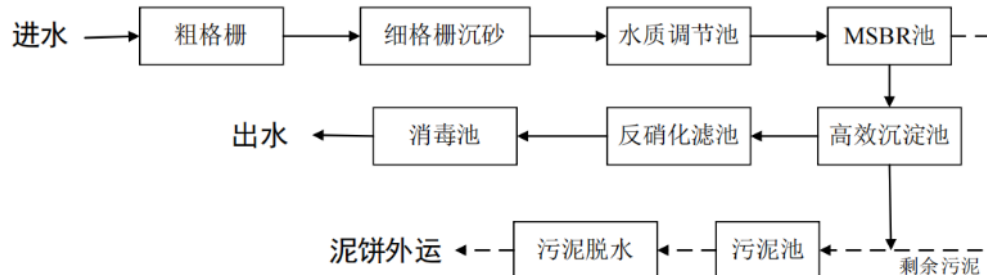 进水
粗格栅
细格栅沉砂
水质调节池
MSBR池
出水
消毒池
反硝化滤池
高效沉淀池
泥饼外运
污泥脱水
污泥池
剩余污泥